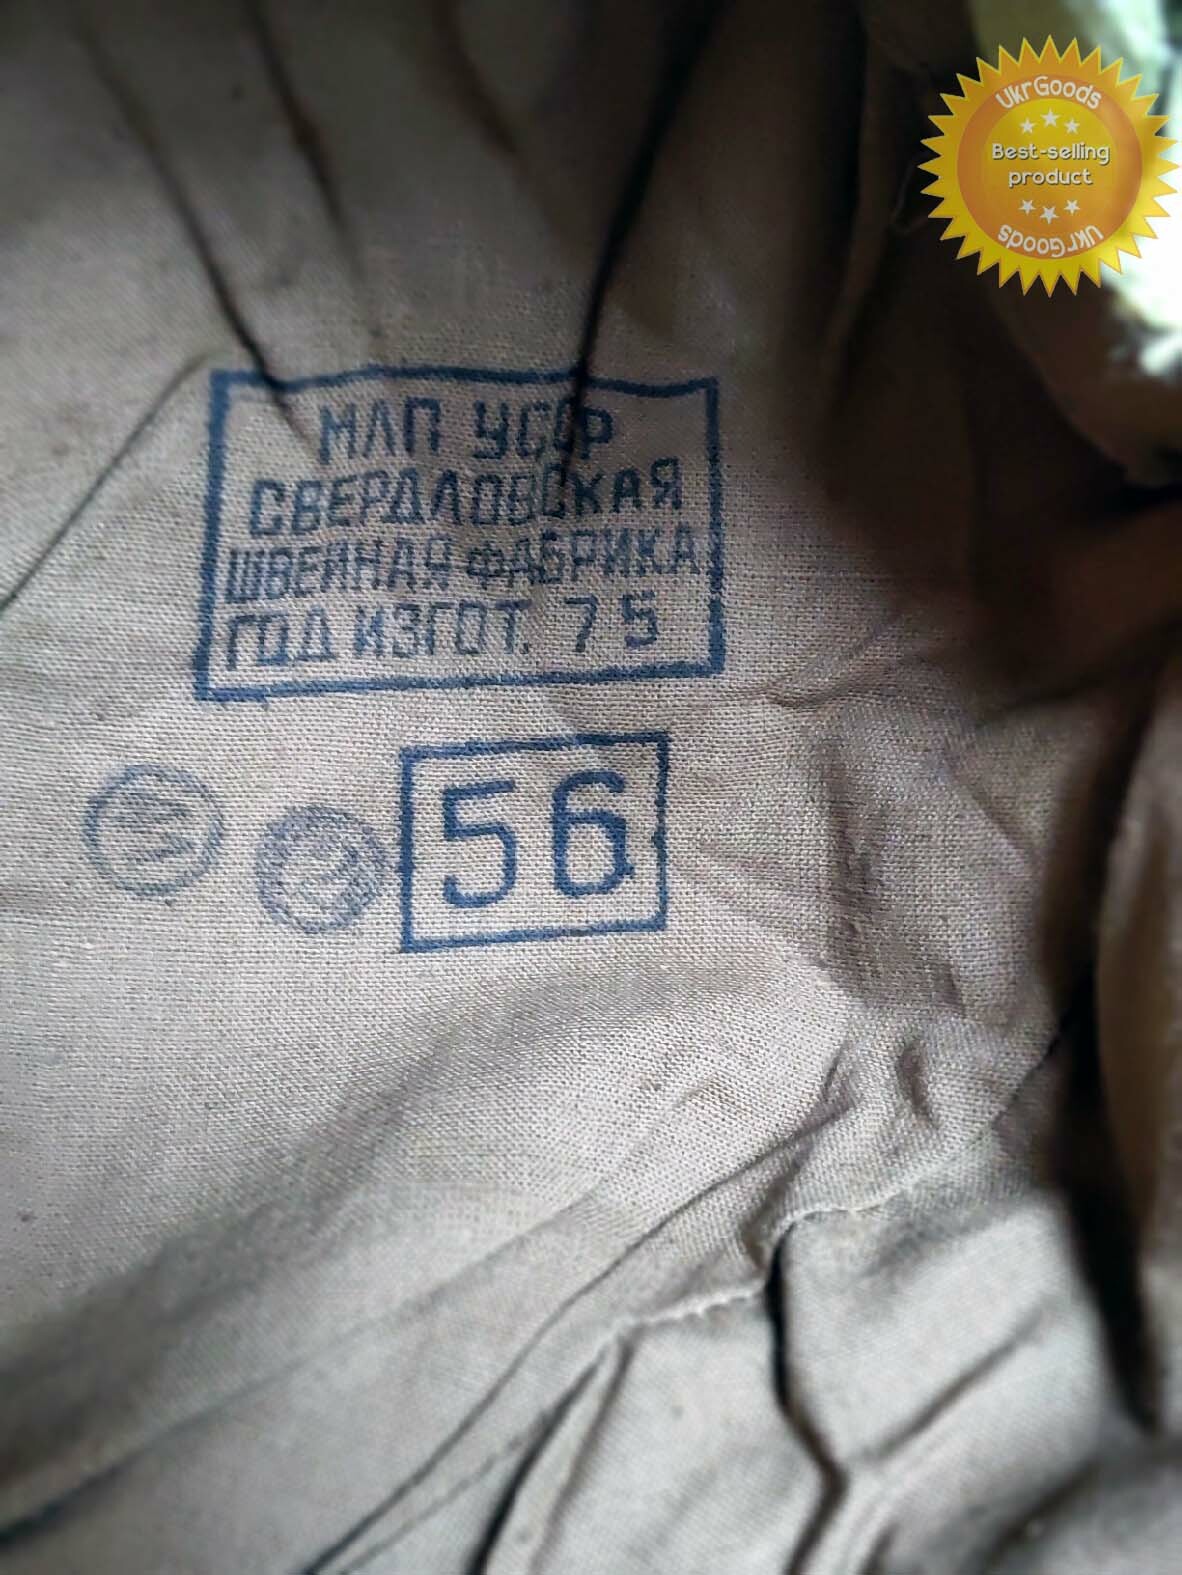 UkrGoods
Best-selling
product
UkrGoods
МЛП УССР
СВЕРДЛОВСКАЯ
ШВЕЙНАЯ ФАБРИКА
ГОД ИЗГОТ. 75
56